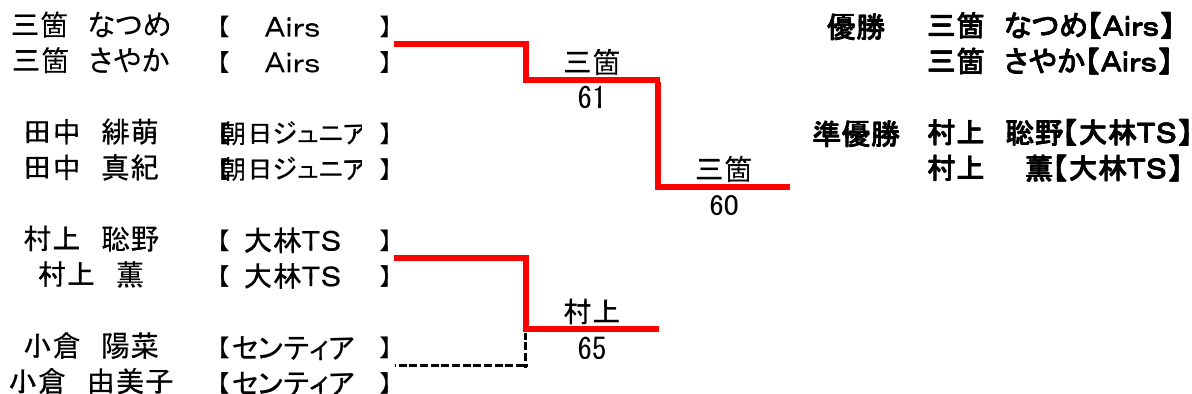 三箇 なつめ 【 Airs 】
三箇 さやか 【 Airs 】
三箇
61
田中 緋萌 【朝日ジュニア 】
田中 真紀 【朝日ジュニア 】
三箇
60
村上 聡野 【 大林TS 】
村上 薫 【 大林TS 】
村上
65
小倉 陽菜 【センティア 】
小倉 由美子 【センティア 】
優勝 三箇 なつめ【Airs】
三箇 さやか【Airs】
準優勝 村上 聡野【大林TS】
村上 薫【大林TS】